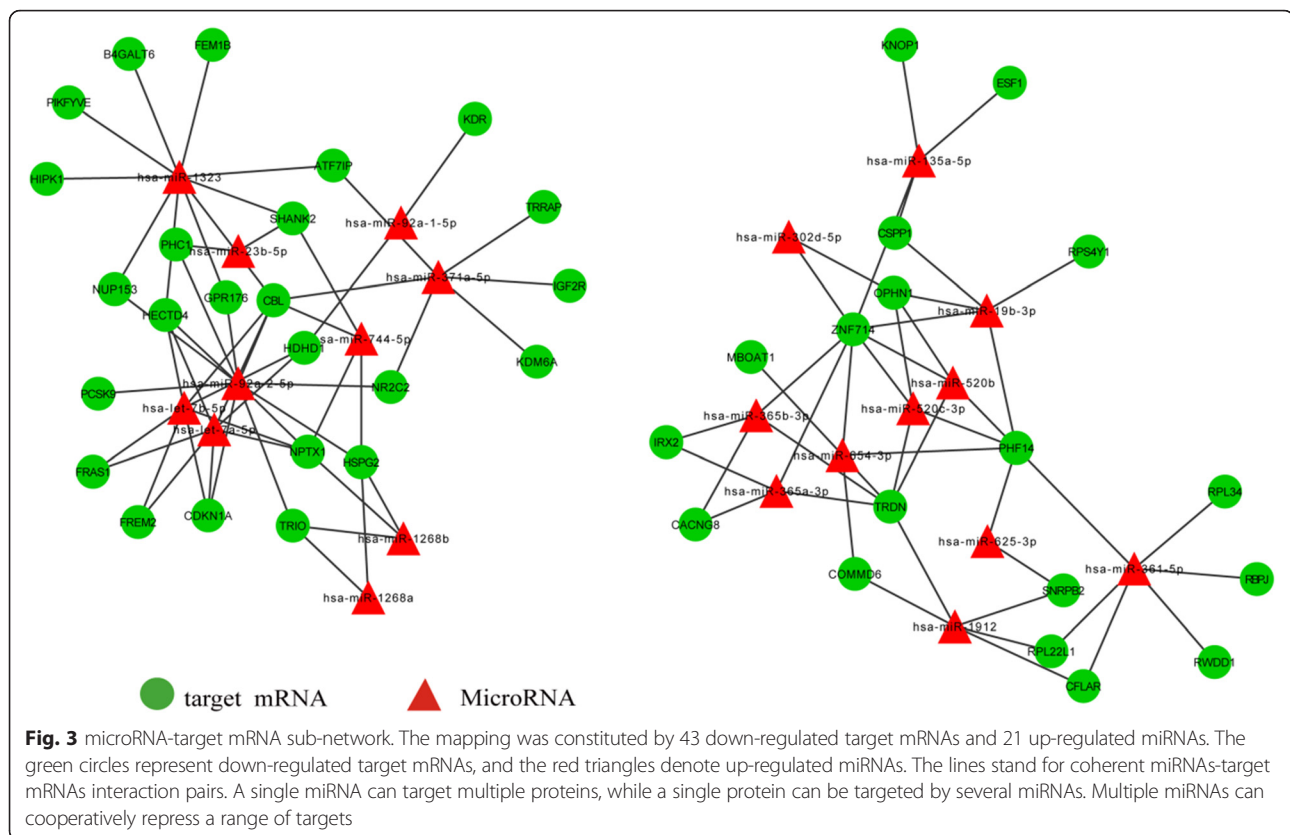 FEM1B
B4GALT6
PIKFYVE
HIPK1
hsa-miR-1323
ATF7IP
KDR
SHANK2
hsa-miR-92a-1-5p
TRRAP
PHC1
hsa-miR-23b-5p
hsa-miR-371a-5p
IGF2R
NUP153
GPR176
CBL
HECTD4
sa-miR-744-5p
HDHD1
KDM6A
hsa-miR-92a-2-5p
NR2C2
PCSK9
hsa-let-7b-5p
hsa-let-7a-5p
NPTX1
HSPG2
FRAS1
FREM2
CDKN1A
TRIO
hsa-miR-1268b
hsa-miR-1268a
KNOP1
ESF1
hsa-miR-135a-5p
CSPP1
hsa-miR-302d-5p
RPS4Y1
OPHN1
hsa-miR-19b-3p
ZNF714
MBOAT1
hsa-miR-520b
hsa-miR-365b-3p
hsa-miR-520c-3p
IRX2
hsa-miR-654-3p
PHF14
hsa-miR-365a-3p
TRDN
RPL34
CACNG8
hsa-miR-625-3p
COMMD6
hsa-miR-361-5p
RBPJ
SNRPB2
hsa-miR-1912
RPL22L1
RWDD1
CFLAR
target mRNA
MicroRNA
Fig. 3 microRNA-target mRNA sub-network. The mapping was constituted by 43 down-regulated target mRNAs and 21 up-regulated miRNAs. The
green circles represent down-regulated target mRNAs, and the red triangles denote up-regulated miRNAs. The lines stand for coherent miRNAs-target
mRNAs interaction pairs. A single miRNA can target multiple proteins, while a single protein can be targeted by several miRNAs. Multiple miRNAs can
cooperatively repress a range of targets